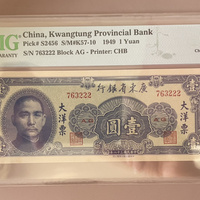 MG
China, Kwangtung Provincial Bank
Pick# S2456 S/M#K57-10 1949 1 Yuan
S/N 763222 Block AG - Printer: CHB
行銀省東廣
763222
763222
大洋票
圓壹
大洋票